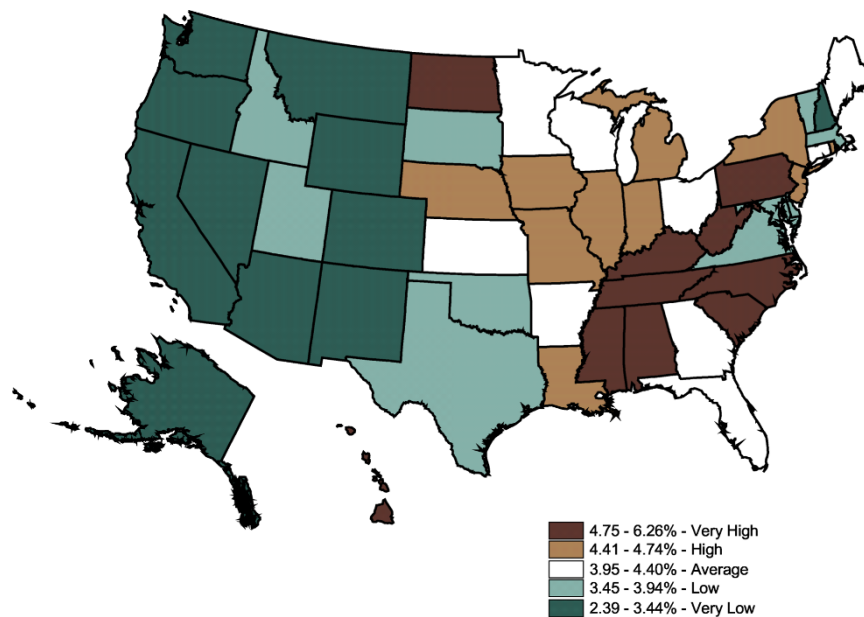 4.75 - 6.26% - Very High
4.41 - 4.74% - High
3.95 - 4.40% - Average
3.45 - 3.94% - Low
2.39 - 3.44% - Very Low